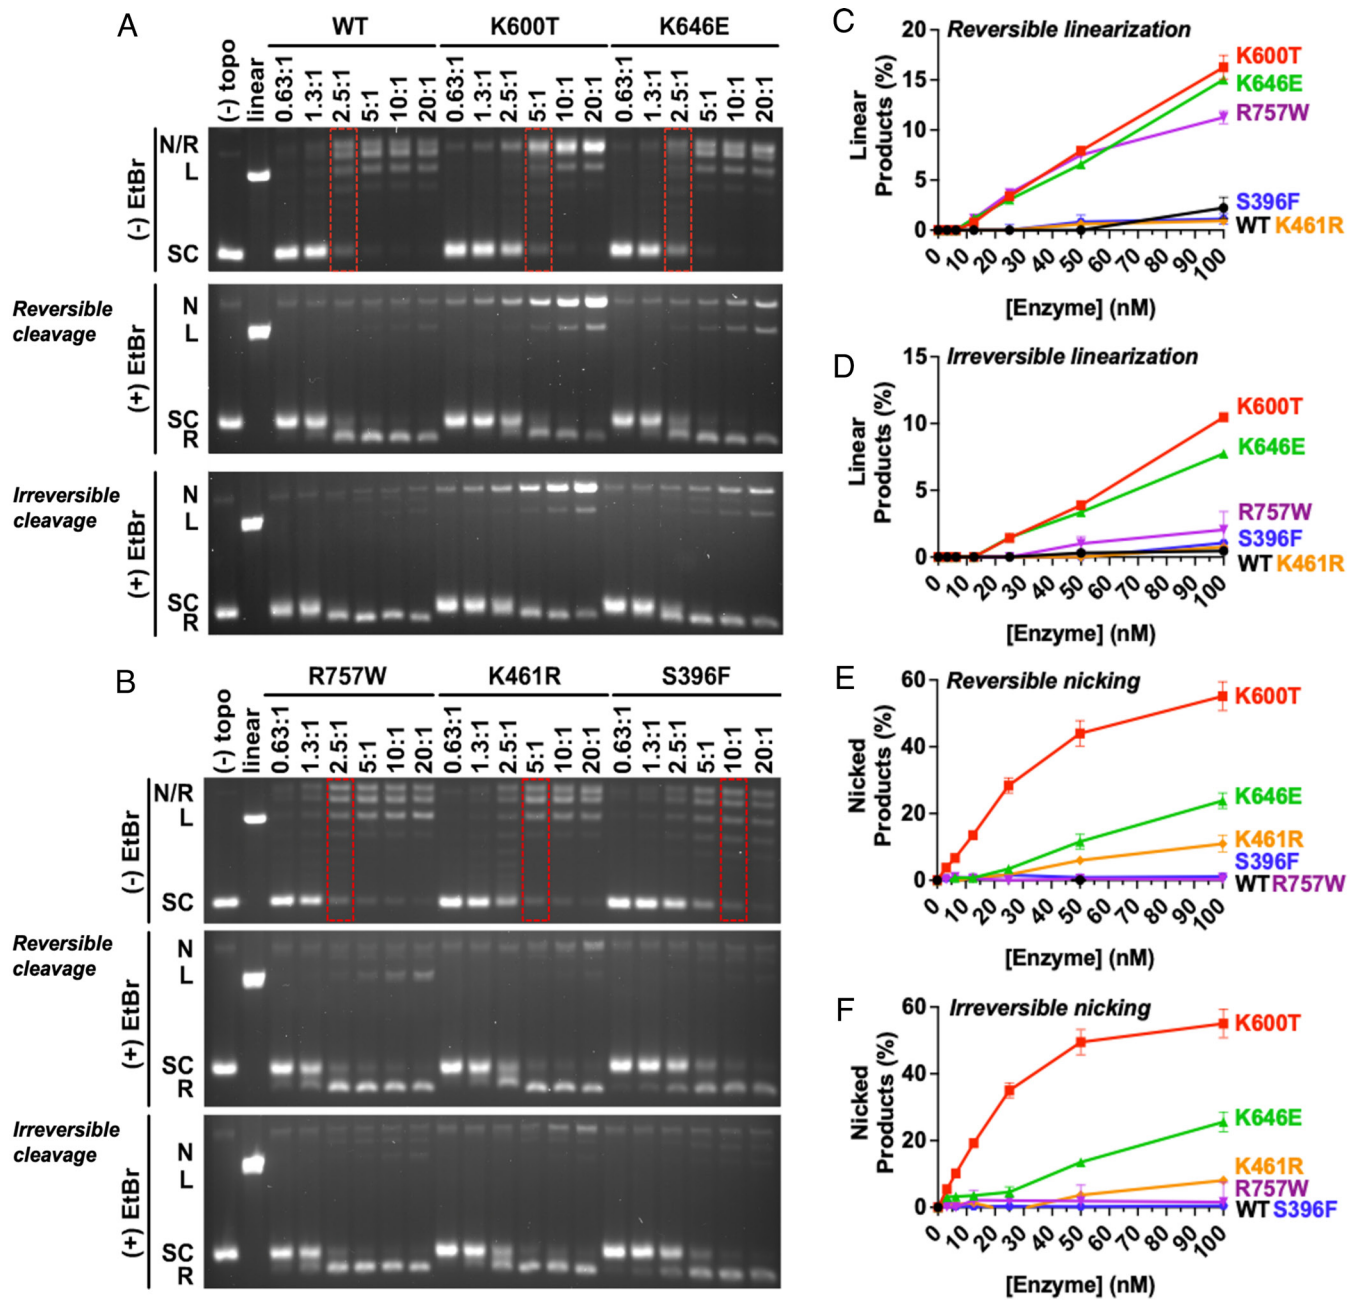 A
WT K600T K646E
(-) topo linear 0.63:1 1.3:1 2.5:1 5:1 10:1 20:1 0.63:1 1.3:1 2.5:1 5:1 10:1 20:1 0.63:1 1.3:1 2.5:1 5:1 10:1 20:1
(-) EtBr
N/R
L
SC
Reversible
cleavage
(+) EtBr
N
L
SC
R
Irreversible
cleavage
(+) EtBr
N
L
SC
R
B
R757W K461R S396F
(-) topo linear 0.63:1 1.3:1 2.5:1 5:1 10:1 20:1 0.63:1 1.3:1 2.5:1 5:1 10:1 20:1 0.63:1 1.3:1 2.5:1 5:1 10:1 20:1
(-) EtBr
N/R
L
SC
Reversible
cleavage
(+) EtBr
N
L
SC
R
Irreversible
cleavage
(+) EtBr
N
L
SC
R
C
Reversible linearization
Linear
Products (%)
20
15
10
5
0
K600T
K646E
R757W
S396F
WT K461R
0 10 20 30 40 50 60 70 80 90 100
[Enzyme] (nM)
D
Irreversible linearization
Linear
Products (%)
15
10
5
0
K600T
K646E
R757W
S396F
WT K461R
0 10 20 30 40 50 60 70 80 90 100
[Enzyme] (nM)
E
Reversible nicking
Nicked
Products (%)
60
40
20
0
K600T
K646E
K461R
S396F
WT R757W
0 10 20 30 40 50 60 70 80 90 100
[Enzyme] (nM)
F
Irreversible nicking
Nicked
Products (%)
60
40
20
0
K600T
K646E
K461R
R757W
WT S396F
0 10 20 30 40 50 60 70 80 90 100
[Enzyme] (nM)